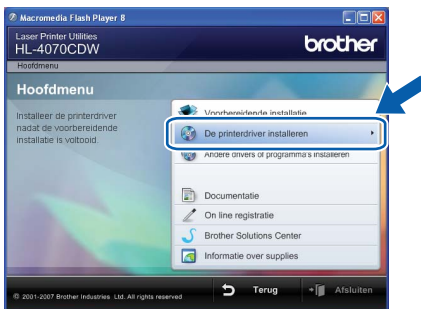 Macromedia Flash Player 8
Laser Printer Utilities
HL-4070CDW
brother
Hoofdmenu
Hoofdmenu
Installeer de printerdriver
nadat de voorbereidende
installatie is voltooid.
Voorbereidende installatie
De printerdriver installeren
Andere drivers of programma's installeren
Documentatie
On line registratie
Brother Solutions Center
Informatie over supplies
© 2001-2007 Brother Industries Ltd. All rights reserved
Terug
Afsluiten